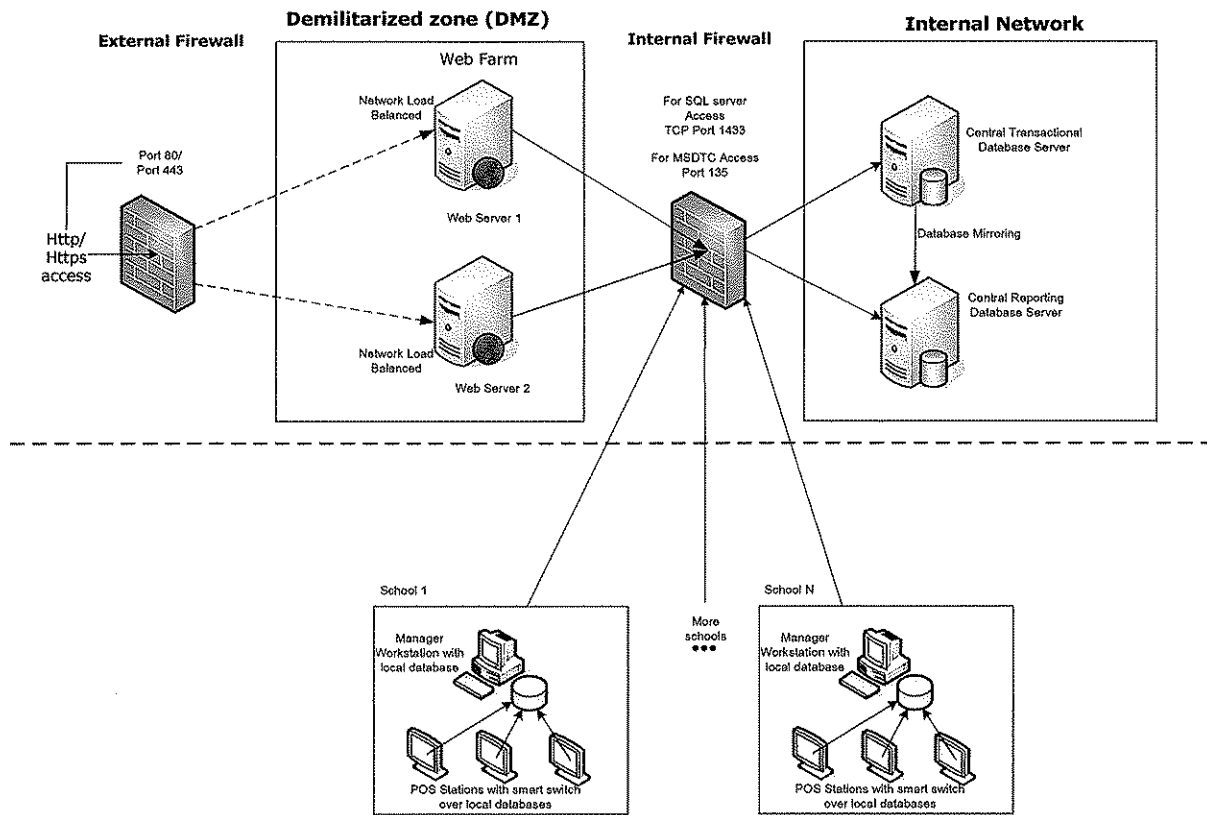 Demilitarized zone (DMZ)
Internal Network
External Firewall
Internal Firewall
Web Farm
Network Load
Balanced
For SQL server
Access
TCP Port 1433
For MSDTC Access
Port 135
Central Transactional
Database Server
Port 80/
Port 443
Web Server 1
Http/
Https
access
Database Mirroring
Central Reporting
Database Server
Network Load
Balanced
Web Server 2
School 1
School N
More
schools
Manager
Workstation with
local database
Manager
Workstation with
local database
POS Stations with smart switch
over local databases
POS Stations with smart switch
over local databases